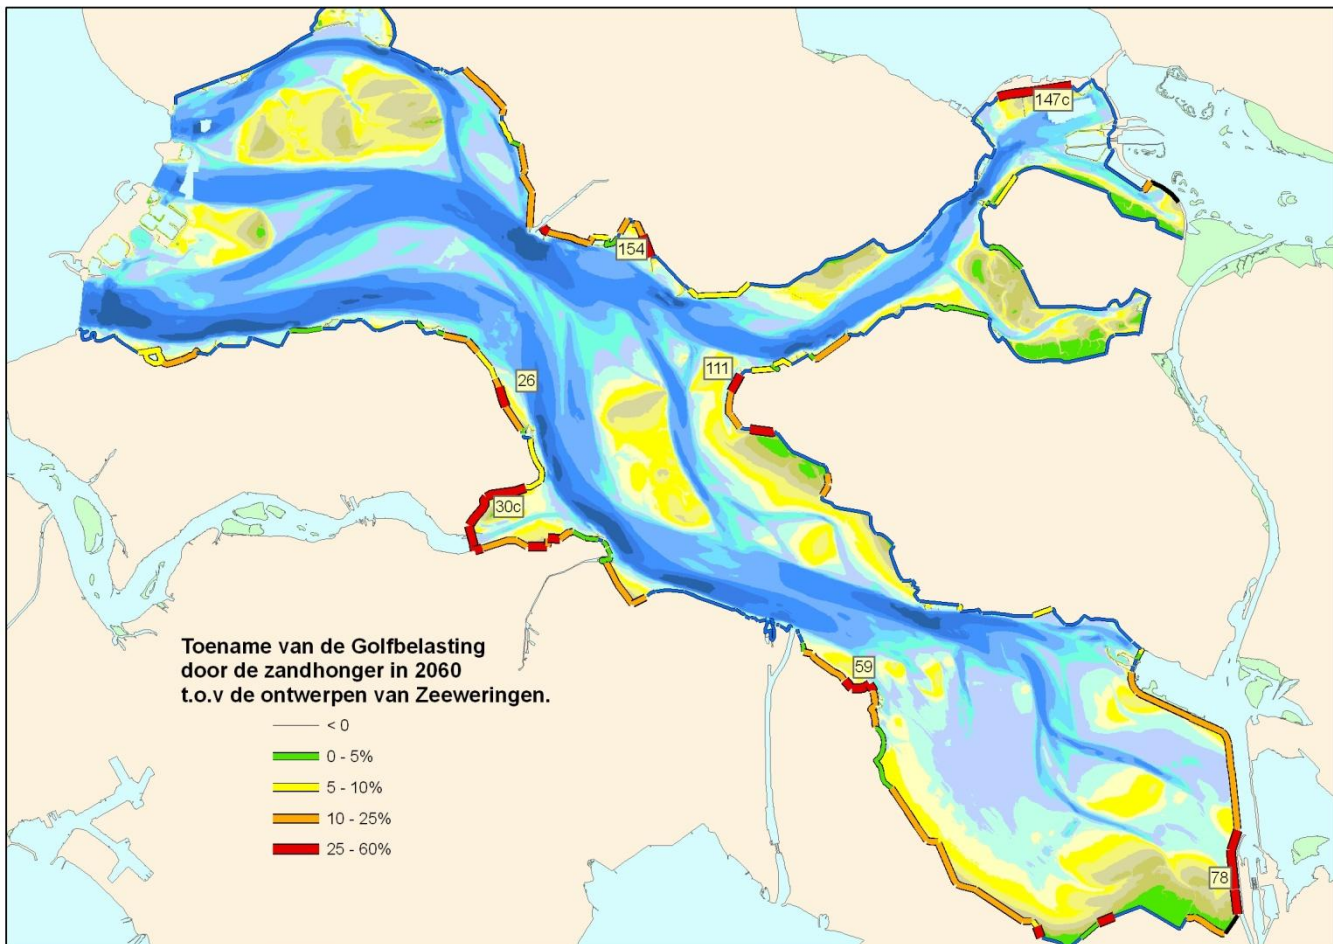 147c
154
111
26
30c
59
78
Toename van de Golfbelasting
door de zandhonger in 2060
t.o.v de ontwerpen van Zeeweringen.
< 0
0 - 5%
5 - 10%
10 - 25%
25 - 60%